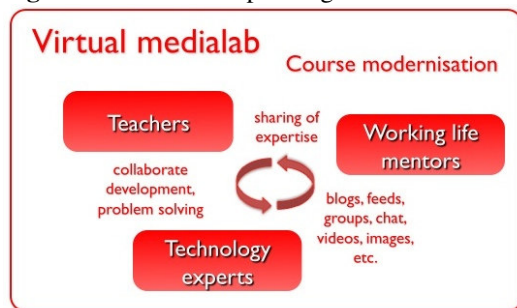 Virtual medialab
Course modernisation
Teachers
sharing of
expertise
Working life
mentors
collaborate
development,
problem solving
blogs, feeds,
groups, chat,
videos, images,
etc.
Technology
experts